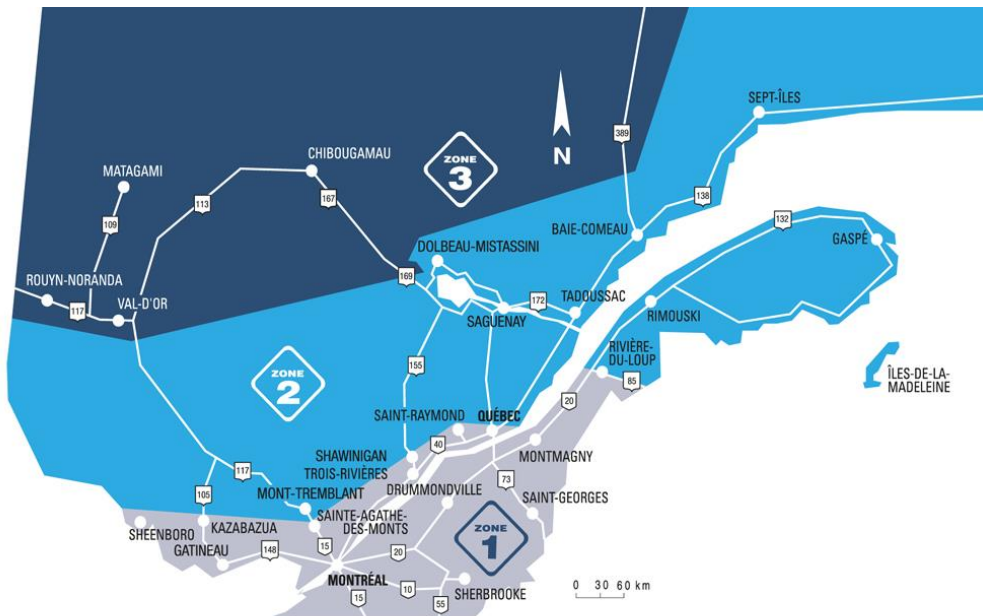 SEPT-ÎLES
389
N
CHIBOUGAMAU
ZONE
3
MATAGAMI
167
138
113
132
109
BAIE-COMEAU
GASPÉ
DOLBEAU-MISTASSINI
ROUYN-NORANDA
169
VAL-D'OR
172
TADOUSSAC
117
SAGUENAY
RIMOUSKI
RIVIÈRE-
DU-LOUP
155
ZONE
2
85
ÎLES-DE-LA-
MADELEINE
20
SAINT-RAYMOND
QUÉBEC
40
SHAWINIGAN
MONTMAGNY
TROIS-RIVIÈRES
117
73
DRUMMONDVILLE
105
MONT-TREMBLANT
SAINT-GEORGES
KAZABAZUA
SAINTE-AGATHE-
DES-MONTS
SHEENBORO
ZONE
1
GATINEAU
148
15
20
MONTRÉAL
10
SHERBROOKE
0 30 60 km
15
55